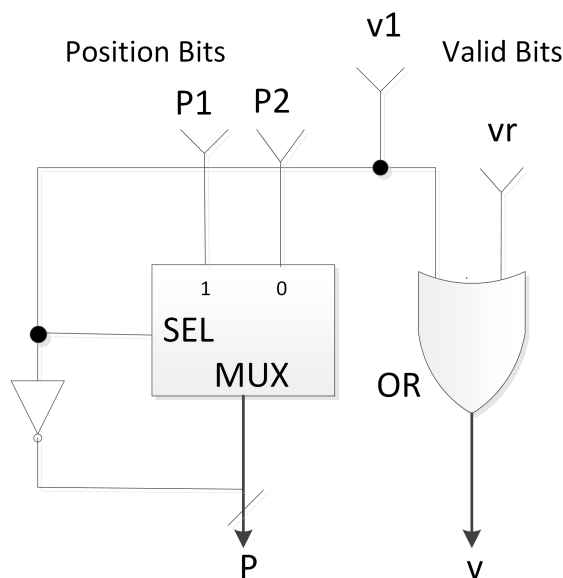 v1
Position Bits
Valid Bits
P1
P2
vr
1
0
SEL
MUX
OR
P
v